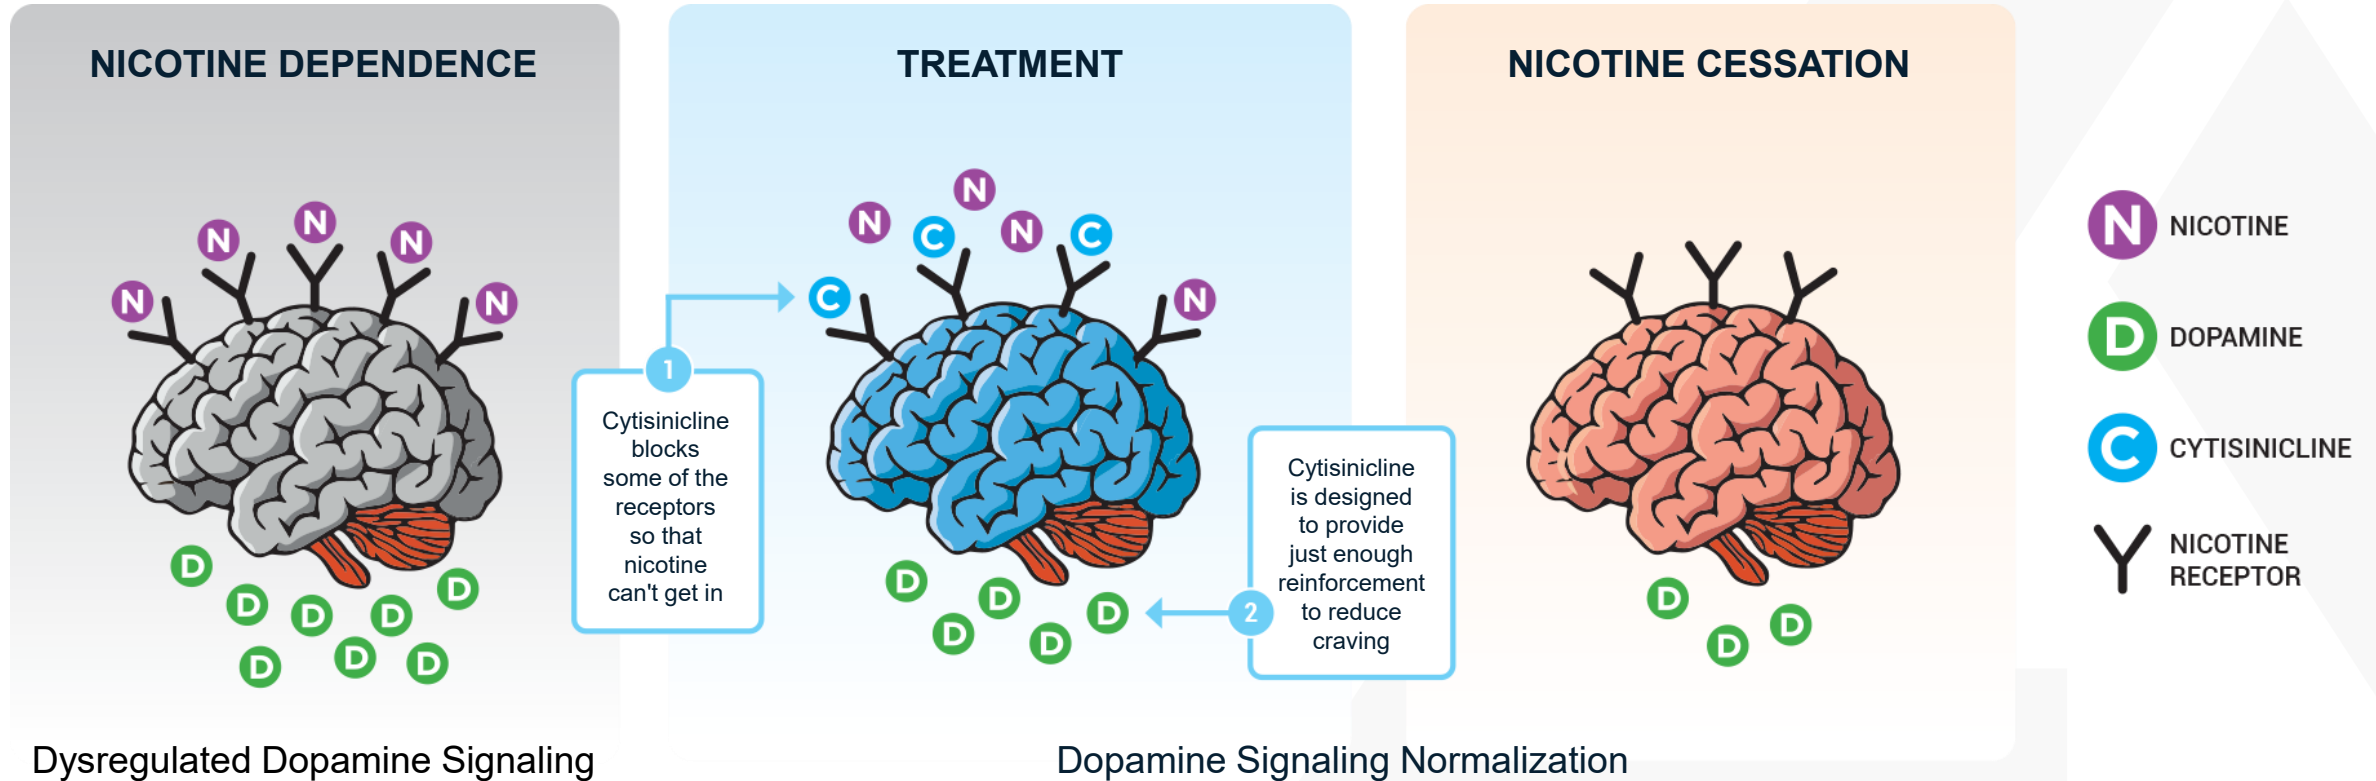 NICOTINE DEPENDENCE
TREATMENT
NICOTINE CESSATION
N
N
N
N
N
D
D
D
D
D
D
D
D
1
Cytisinicline
blocks
some of the
receptors
so that
nicotine
can't get in
N
N
C
N
C
C
N
D
D
D
D
D
2
Cytisinicline
is designed
to provide
just enough
reinforcement
to reduce
craving
D
D
D
N NICOTINE
D DOPAMINE
C CYTISINICLINE
NICOTINE
RECEPTOR
Dysregulated Dopamine Signaling
Dopamine Signaling Normalization